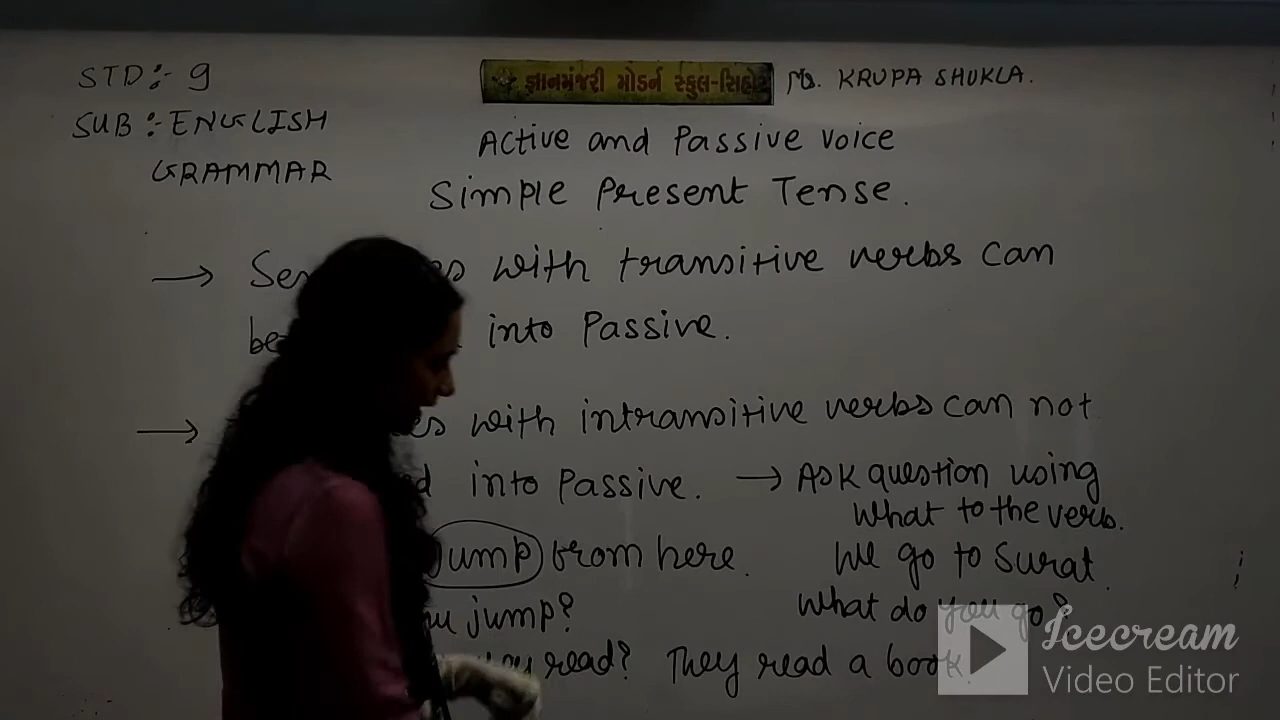 STD:- 9
જ્ઞાનમંજરી મોડર્ન સ્કુલ-સિહોર
KRUPA SHUKLA.
SUB:- ENGLISH
GRAMMAR
Active and Passive voice
Simple Present Tense.
→ with transitive verbs can
be into Passive.
→ with intransitive verbs can not
into Passive. → Ask question using
What to the verb.
Jump from here. We go to Surat.
jump? What do you go?
read? They read a book.
Icecream
Video Editor